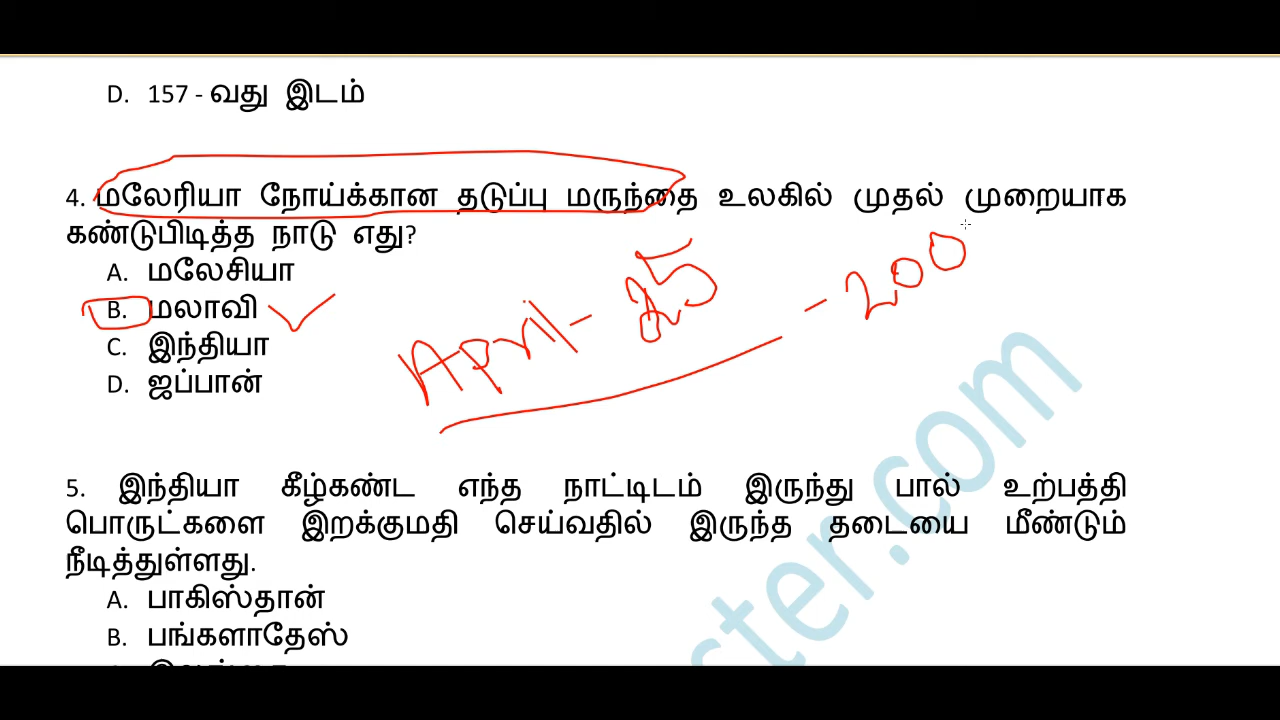 D. 157 - வது இடம்
4. மலேரியா நோய்க்கான தடுப்பு மருந்தை உலகில் முதல் முறையாக
கண்டுபிடித்த நாடு எது?
A. மலேசியா
B. மலாவி
C. இந்தியா
D. ஜப்பான்
April - 25 - 200
5. இந்தியா கீழ்கண்ட எந்த நாட்டிடம் இருந்து பால் உற்பத்தி
பொருட்களை இறக்குமதி செய்வதில் இருந்த தடையை மீண்டும்
நீடித்துள்ளது.
A. பாகிஸ்தான்
B. பங்களாதேஸ்
ster.com